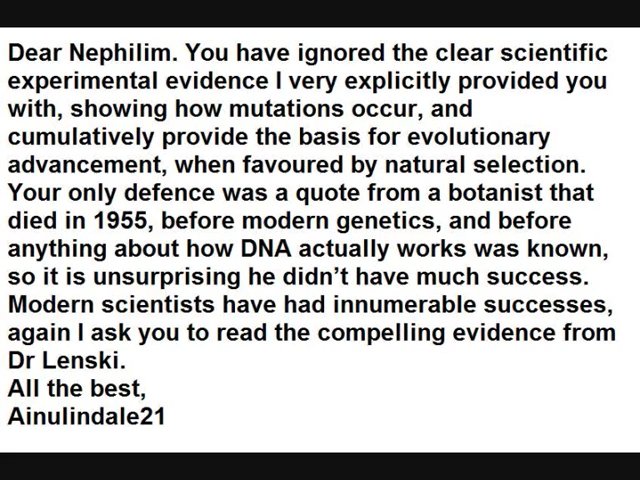 Dear Nephilim. You have ignored the clear scientific
experimental evidence I very explicitly provided you
with, showing how mutations occur, and
cumulatively provide the basis for evolutionary
advancement, when favoured by natural selection.
Your only defence was a quote from a botanist that
died in 1955, before modern genetics, and before
anything about how DNA actually works was known,
so it is unsurprising he didn’t have much success.
Modern scientists have had innumerable successes,
again I ask you to read the compelling evidence from
Dr Lenski.
All the best,
Ainulindale21